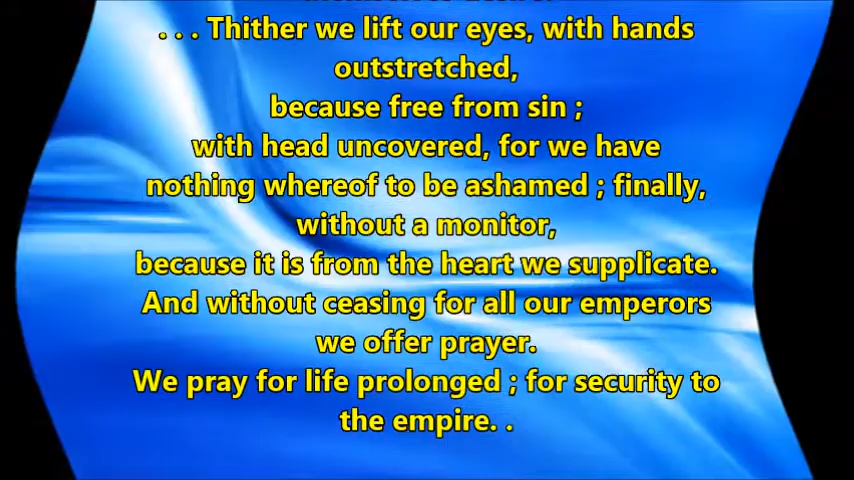 . . . Thither we lift our eyes, with hands
outstretched,
because free from sin ;
with head uncovered, for we have
nothing whereof to be ashamed ; finally,
without a monitor,
because it is from the heart we supplicate.
And without ceasing for all our emperors
we offer prayer.
We pray for life prolonged ; for security to
the empire. .